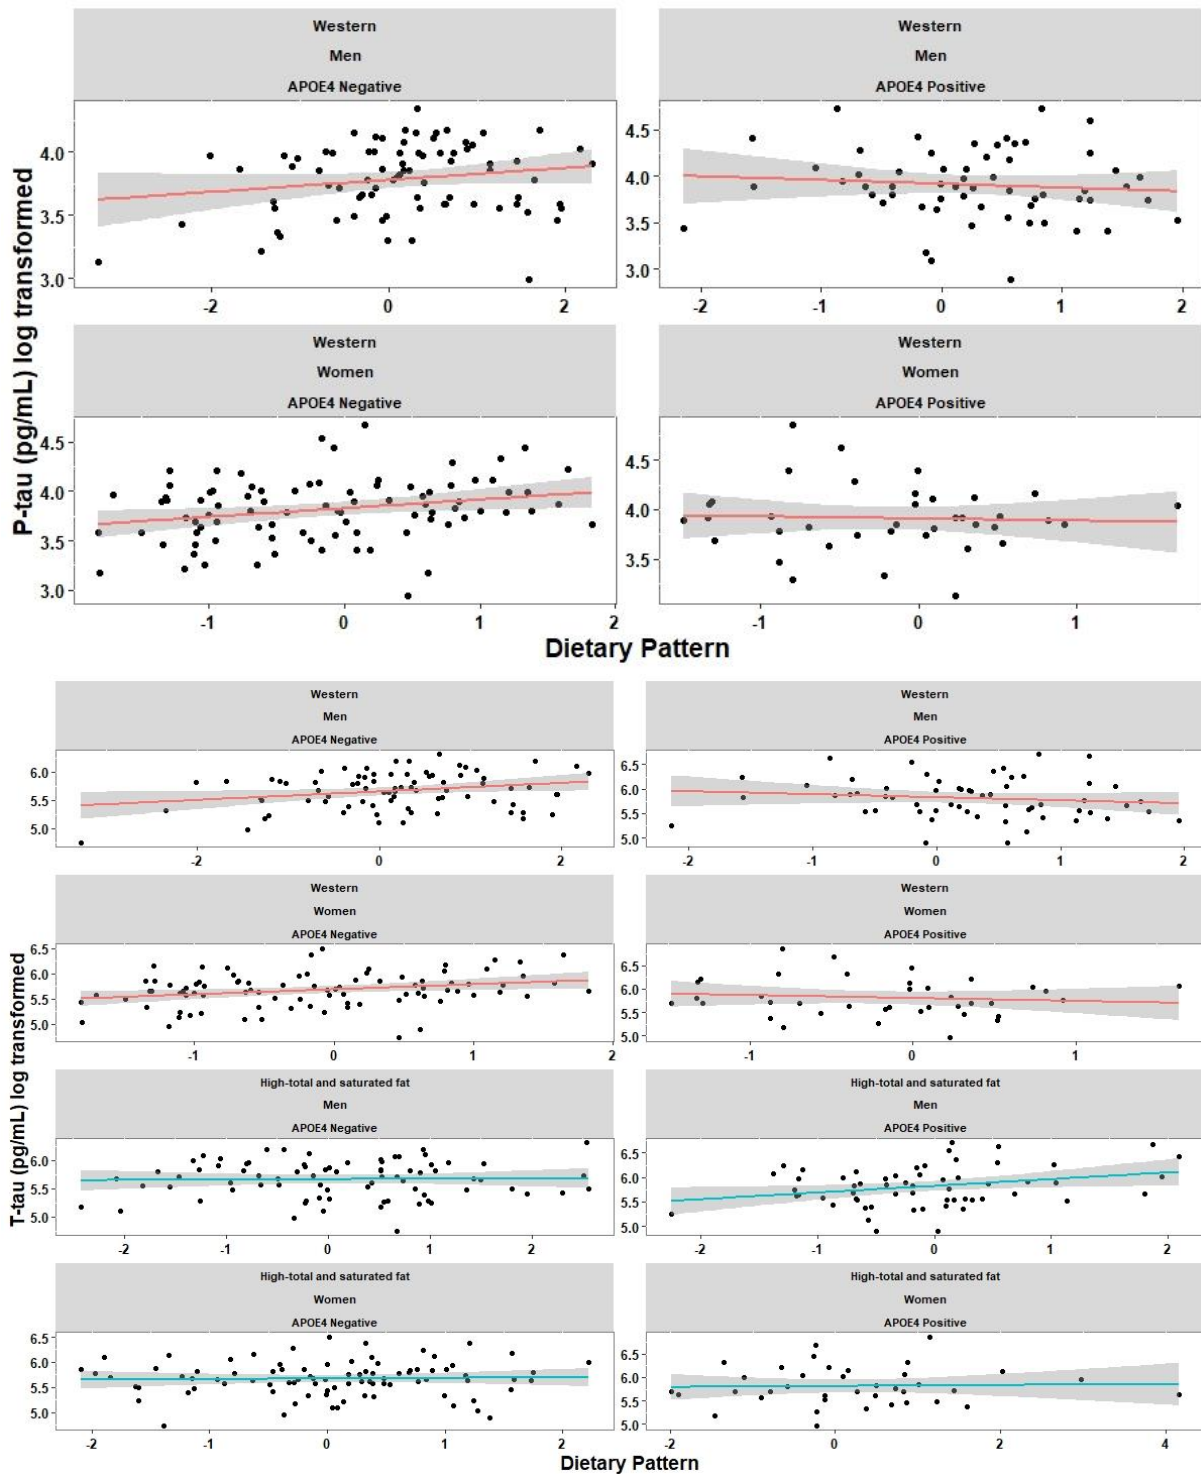 Western
Men
APOE4 Negative
Western
Men
APOE4 Positive
4.0
3.5
3.0
-2
0
2
4.5
4.0
3.5
3.0
-2
-1
0
1
2
P-tau (pg/mL) log transformed
Western
Women
APOE4 Negative
Western
Women
APOE4 Positive
4.5
4.0
3.5
3.0
-1
0
1
2
4.5
4.0
3.5
-1
0
1
Dietary Pattern
Western
Men
APOE4 Negative
Western
Men
APOE4 Positive
6.0
5.5
5.0
-2
0
2
6.5
6.0
5.5
5.0
-2
-1
0
1
2
Western
Women
APOE4 Negative
Western
Women
APOE4 Positive
6.5
6.0
5.5
5.0
-1
0
1
2
6.5
6.0
5.5
5.0
-1
0
1
T-tau (pg/mL) log transformed
High-total and saturated fat
Men
APOE4 Negative
High-total and saturated fat
Men
APOE4 Positive
6.0
5.5
5.0
-2
-1
0
1
2
6.5
6.0
5.5
5.0
-2
-1
0
1
2
High-total and saturated fat
Women
APOE4 Negative
High-total and saturated fat
Women
APOE4 Positive
6.5
6.0
5.5
5.0
-2
-1
0
1
2
6.5
6.0
5.5
5.0
-2
0
2
4
Dietary Pattern